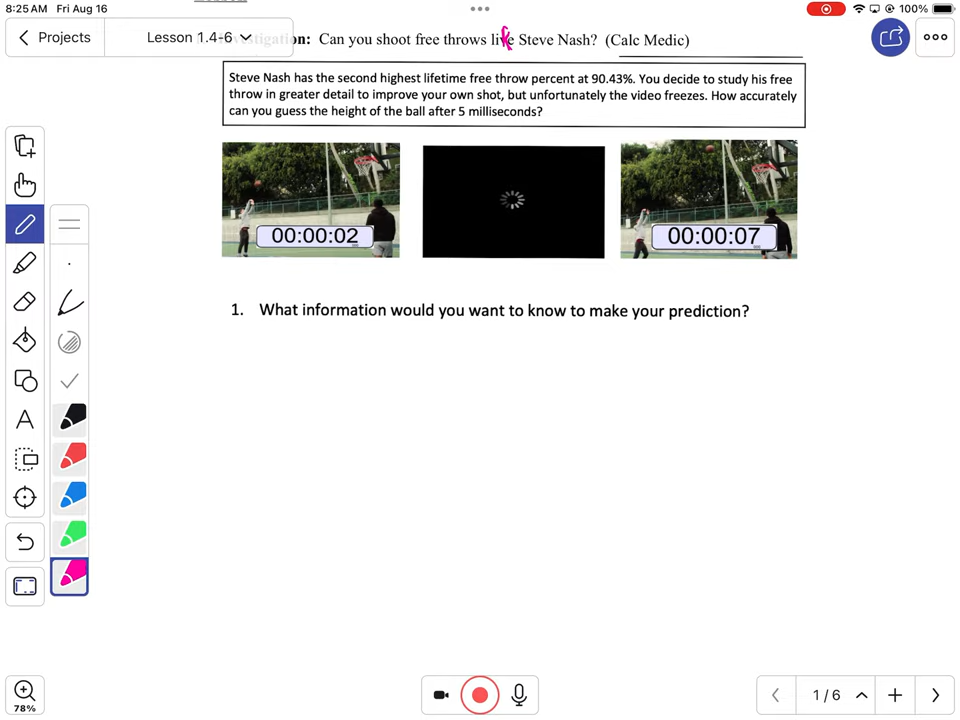 8:25 AM Fri Aug 16
100%
Projects
Lesson 1.4-6
Investigation: Can you shoot free throws like Steve Nash? (Calc Medic)
Steve Nash has the second highest lifetime free throw percent at 90.43%. You decide to study his free
throw in greater detail to improve your own shot, but unfortunately the video freezes. How accurately
can you guess the height of the ball after 5 milliseconds?
00:00:02
00:00:07
1. What information would you want to know to make your prediction?
A
78%
1/6